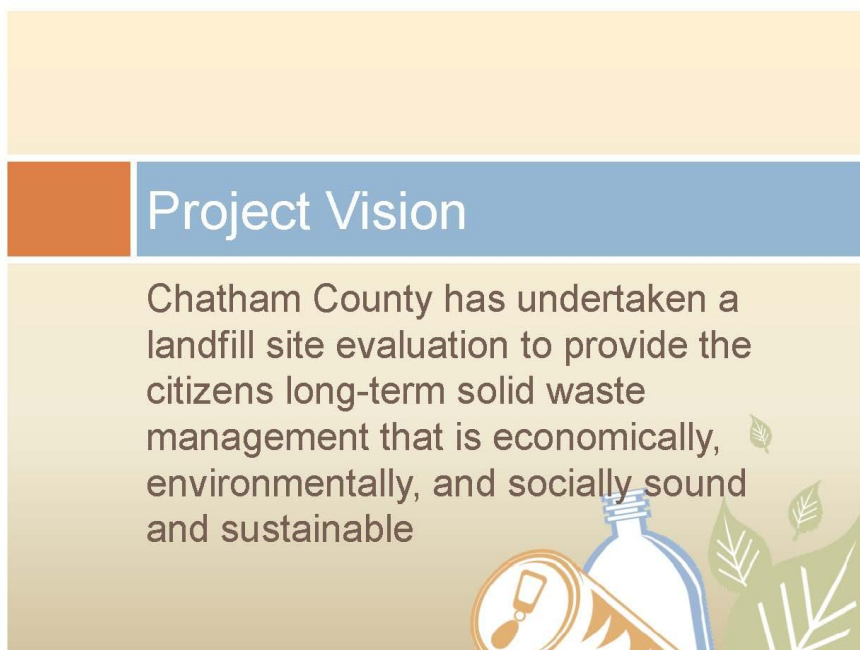 Project Vision
Chatham County has undertaken a
landfill site evaluation to provide the
citizens long-term solid waste
management that is economically,
environmentally, and socially sound
and sustainable